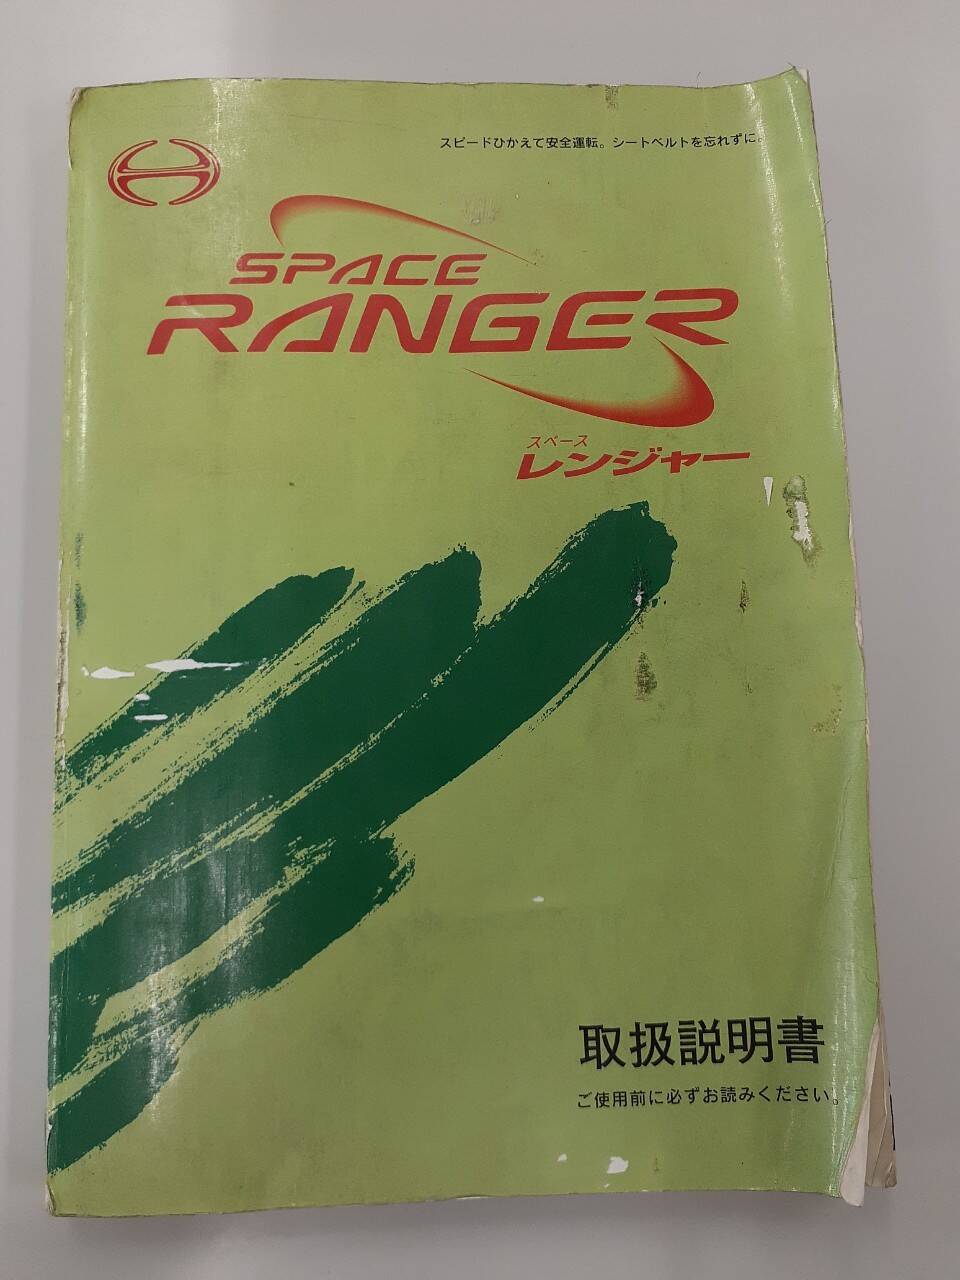 スピードひかえて安全運転。シートベルトを忘れずに。
SPACE
RANGER
スペース
レンジャー
取扱説明書
ご使用前に必ずお読みください。